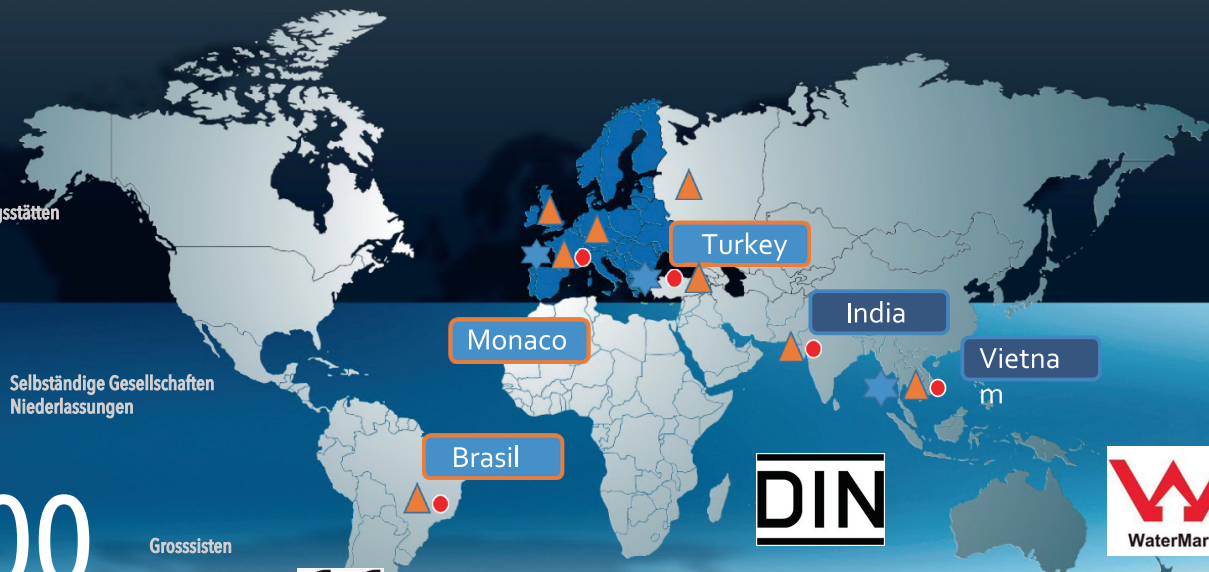 gsstätten
Turkey
India
Monaco
Vietna
m
Selbständige Gesellschaften
Niederlassungen
Brasil
DIN
WaterMar
00
Grosssisten